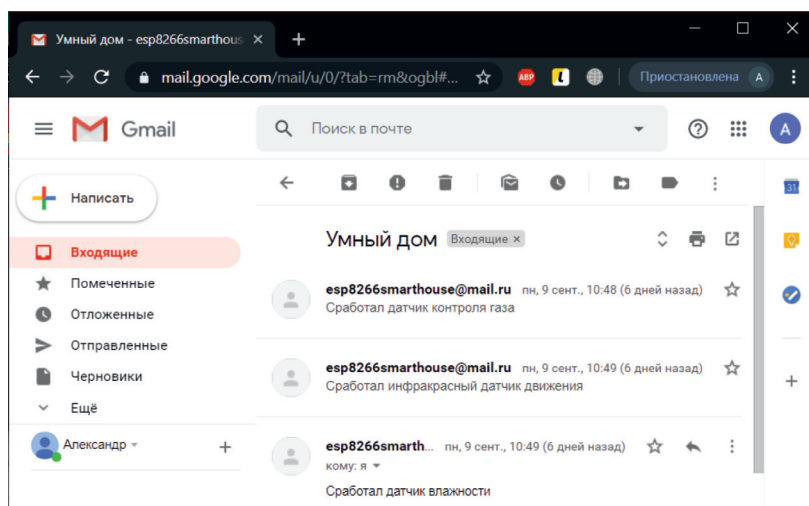 Умный дом - esp8266smarthous
mail.google.com/mail/u/0/?tab=rm&ogbl#...
ABP
L
Приостановлена
A
Gmail
Поиск в почте
A
Написать
31
Умный дом
Входящие ×
Входящие
Помеченные
esp8266smarthouse@mail.ru пн, 9 сент., 10:48 (6 дней назад)
Сработал датчик контроля газа
Отложенные
Отправленные
Черновики
esp8266smarthouse@mail.ru пн, 9 сент., 10:49 (6 дней назад)
Сработал инфракрасный датчик движения
Ещё
Александр
esp8266smarth... пн, 9 сент., 10:49 (6 дней назад)
кому: я
Сработал датчик влажности